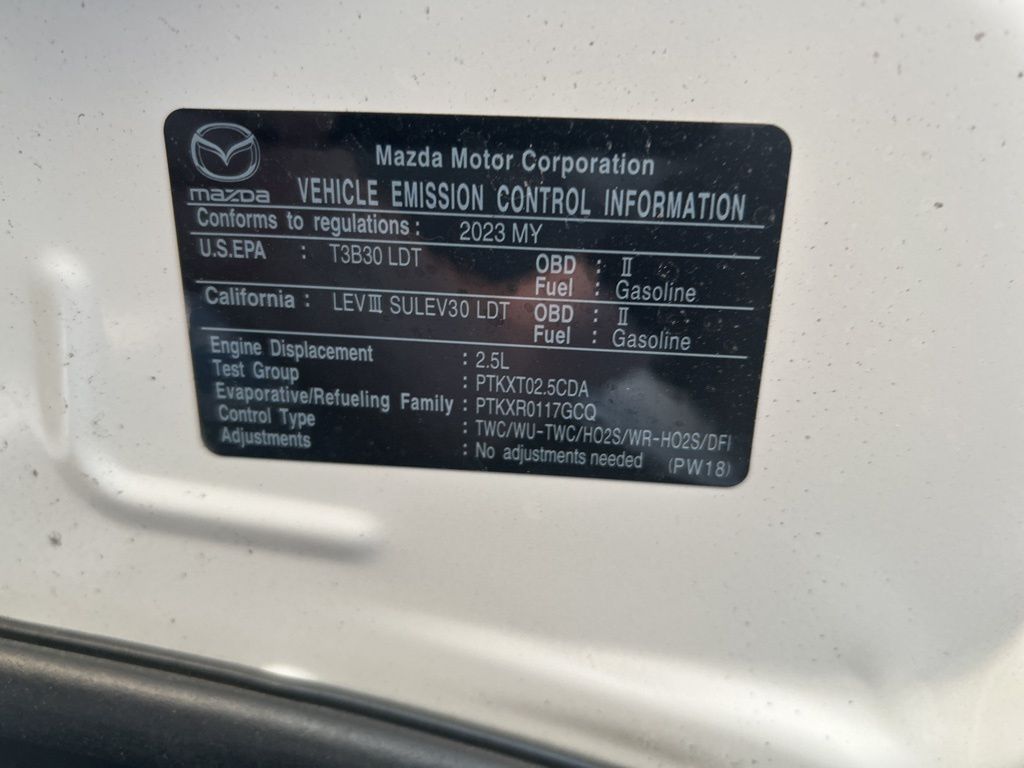 Mazda Motor Corporation
mazda VEHICLE EMISSION CONTROL INFORMATION
Conforms to regulations : 2023 MY
U.S.EPA : T3B30 LDT OBD : II
Fuel : Gasoline
California : LEVIII SULEV30 LDT OBD : II
Fuel : Gasoline
Engine Displacement : 2.5L
Test Group : PTKXT02.5CDA
Evaporative/Refueling Family : PTKXR0117GCQ
Control Type : TWC/WU-TWC/HO2S/WR-HO2S/DFI
Adjustments : No adjustments needed (PW18)